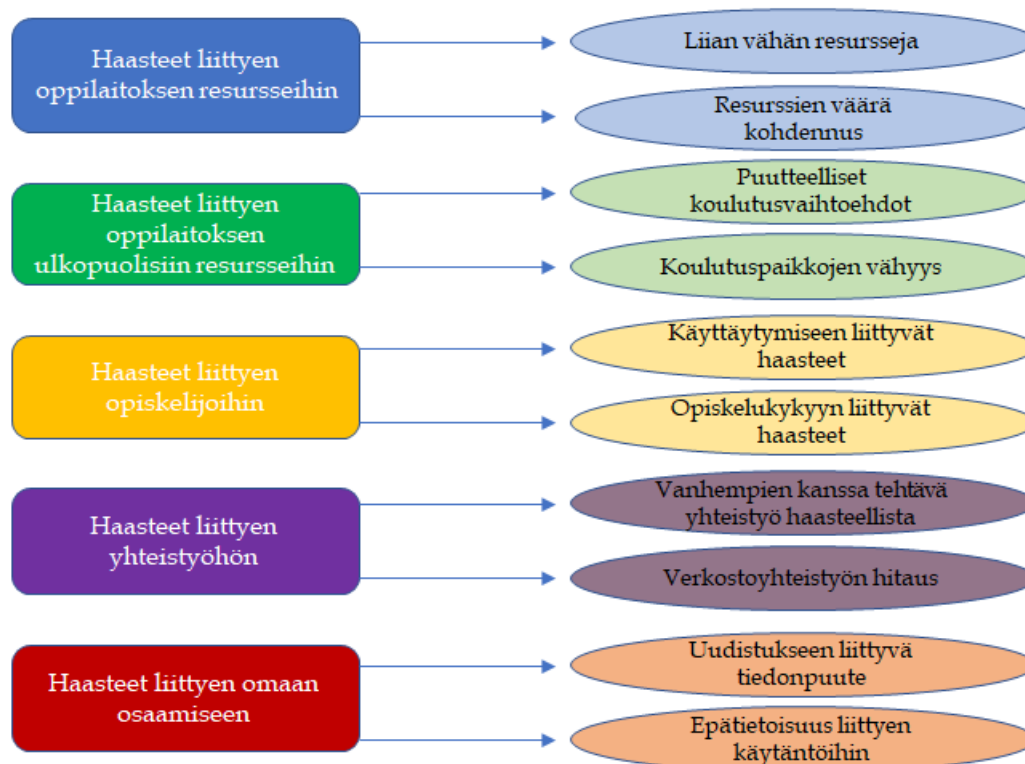 Haasteet liittyen
oppilaitoksen resursseihin
Liian vähän resursseja
Resurssien väärä
kohdennus
Haasteet liittyen
oppilaitoksen
ulkopuolisiin resursseihin
Puutteelliset
koulutusvaihtoehdot
Koulutuspaikkojen vähyys
Haasteet liittyen
opiskelijoihin
Käyttäytymiseen liittyvät
haasteet
Opiskelukykyyn liittyvät
haasteet
Haasteet liittyen
yhteistyöhön
Vanhempien kanssa tehtävä
yhteistyö haasteellista
Verkostoyhteistyön hitaus
Haasteet liittyen omaan
osaamiseen
Uudistukseen liittyvä
tiedonpuute
Epätietoisuus liittyen
käytäntöihin